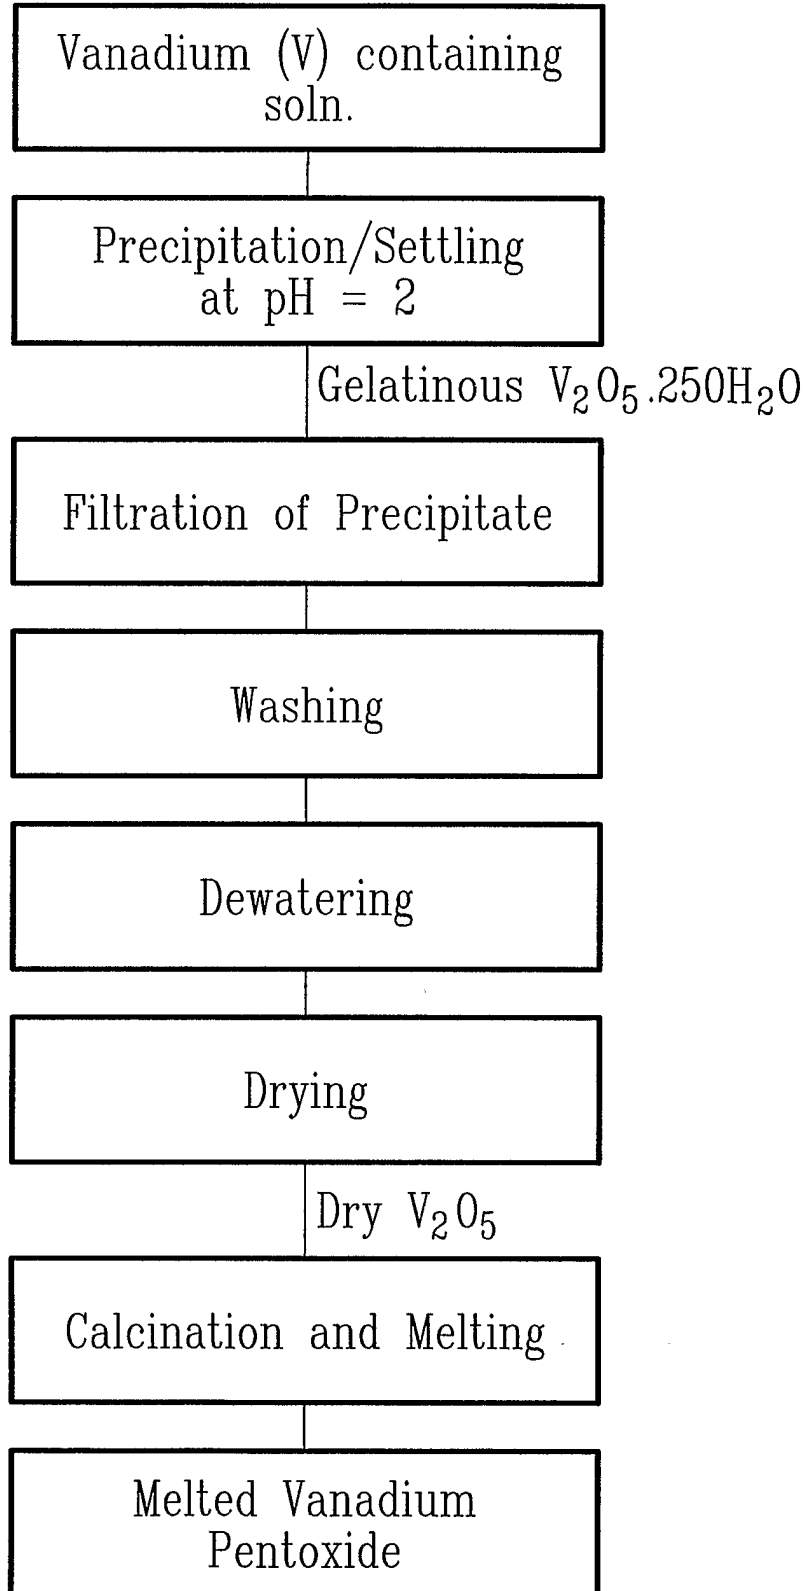 Vanadium (V) containing
soln.
Precipitation/Settling
at pH = 2
Gelatinous V₂O₅.250H₂O
Filtration of Precipitate
Washing
Dewatering
Drying
Dry V₂O₅
Calcination and Melting
Melted Vanadium
Pentoxide